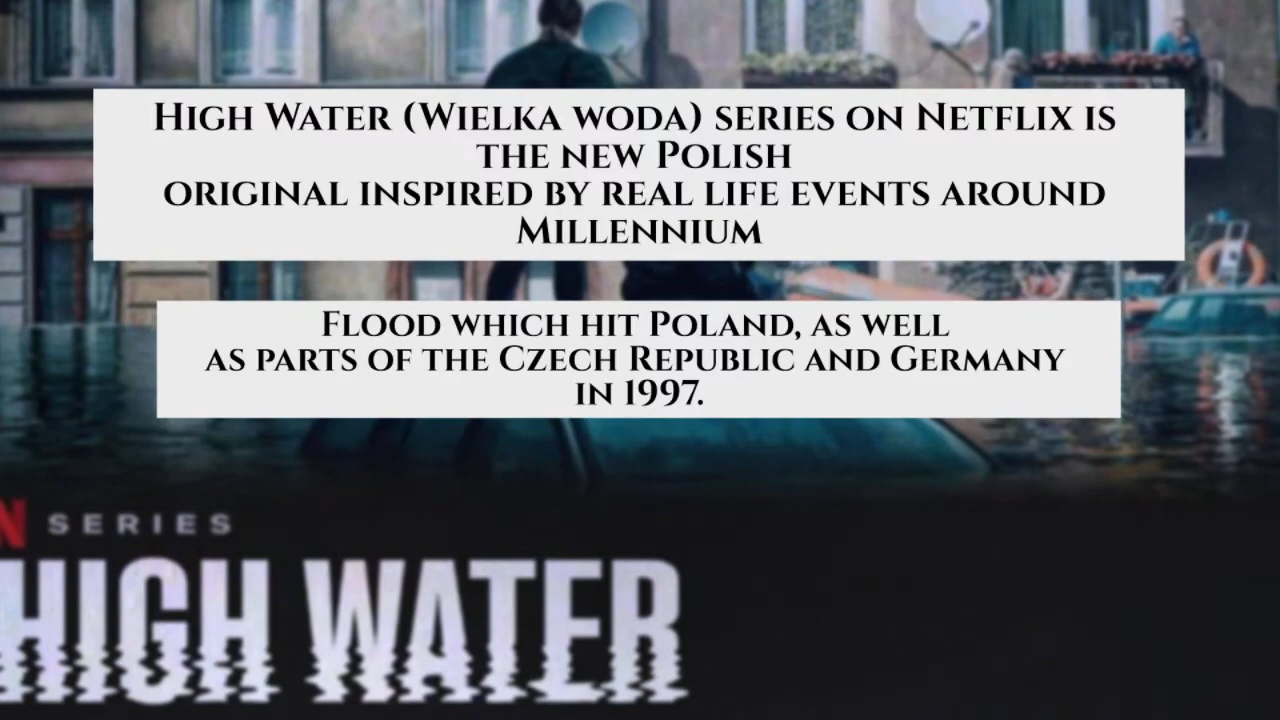 High Water (Wielka woda) series on Netflix is
the new Polish
original inspired by real life events around
Millennium
Flood which hit Poland, as well
as parts of the Czech Republic and Germany
in 1997.
N SERIES
HIGH WATER